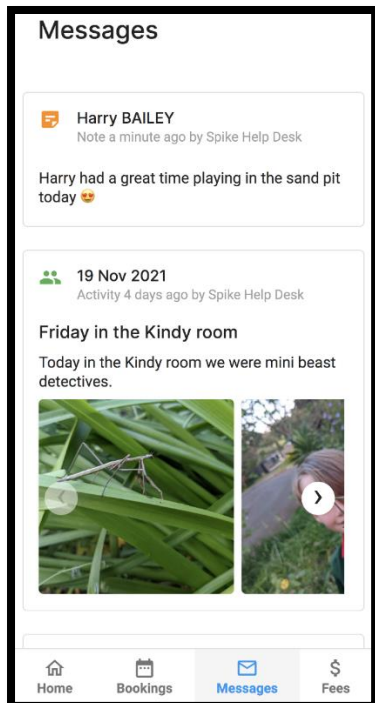 Messages
Harry BAILEY
Note a minute ago by Spike Help Desk
Harry had a great time playing in the sand pit
today 😍
19 Nov 2021
Activity 4 days ago by Spike Help Desk
Friday in the Kindy room
Today in the Kindy room we were mini beast
detectives.
Home Bookings Messages Fees